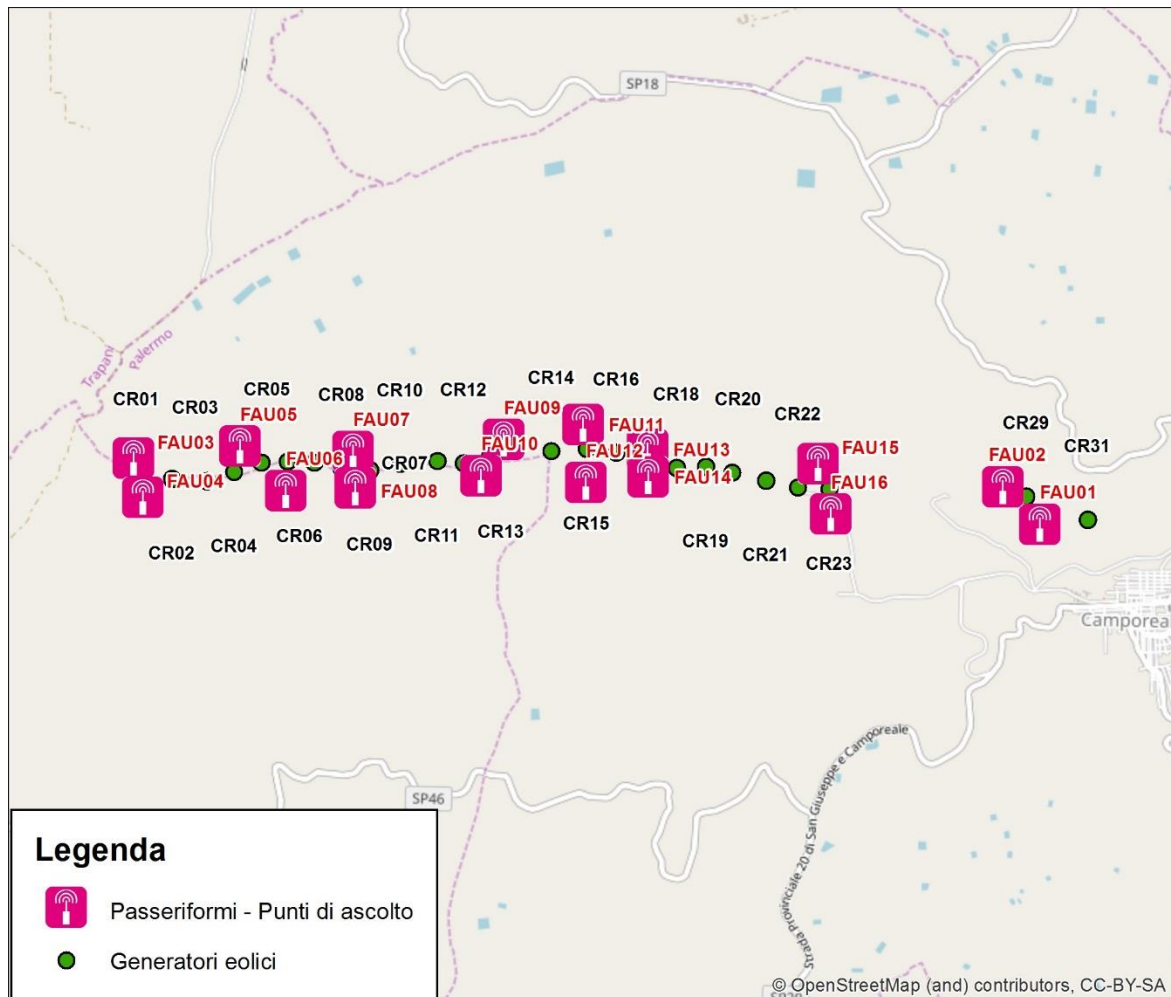 SP18
Trapani
Palermo
CR01
CR03
CR05
CR08
CR10
CR12
CR14
CR16
CR18
CR20
CR22
CR29
CR31
FAU03
FAU05
FAU07
FAU09
FAU11
FAU13
FAU15
FAU02
FAU04
FAU06
CR07
FAU08
FAU10
FAU12
FAU14
FAU16
FAU01
CR02
CR04
CR06
CR09
CR11
CR13
CR15
CR19
CR21
CR23
Camporeale
SP46
Strada Provinciale 20 di San Giuseppe e Camporeale
SP20
Legenda
Passeriformi - Punti di ascolto
Generatori eolici
© OpenStreetMap (and) contributors, CC-BY-SA